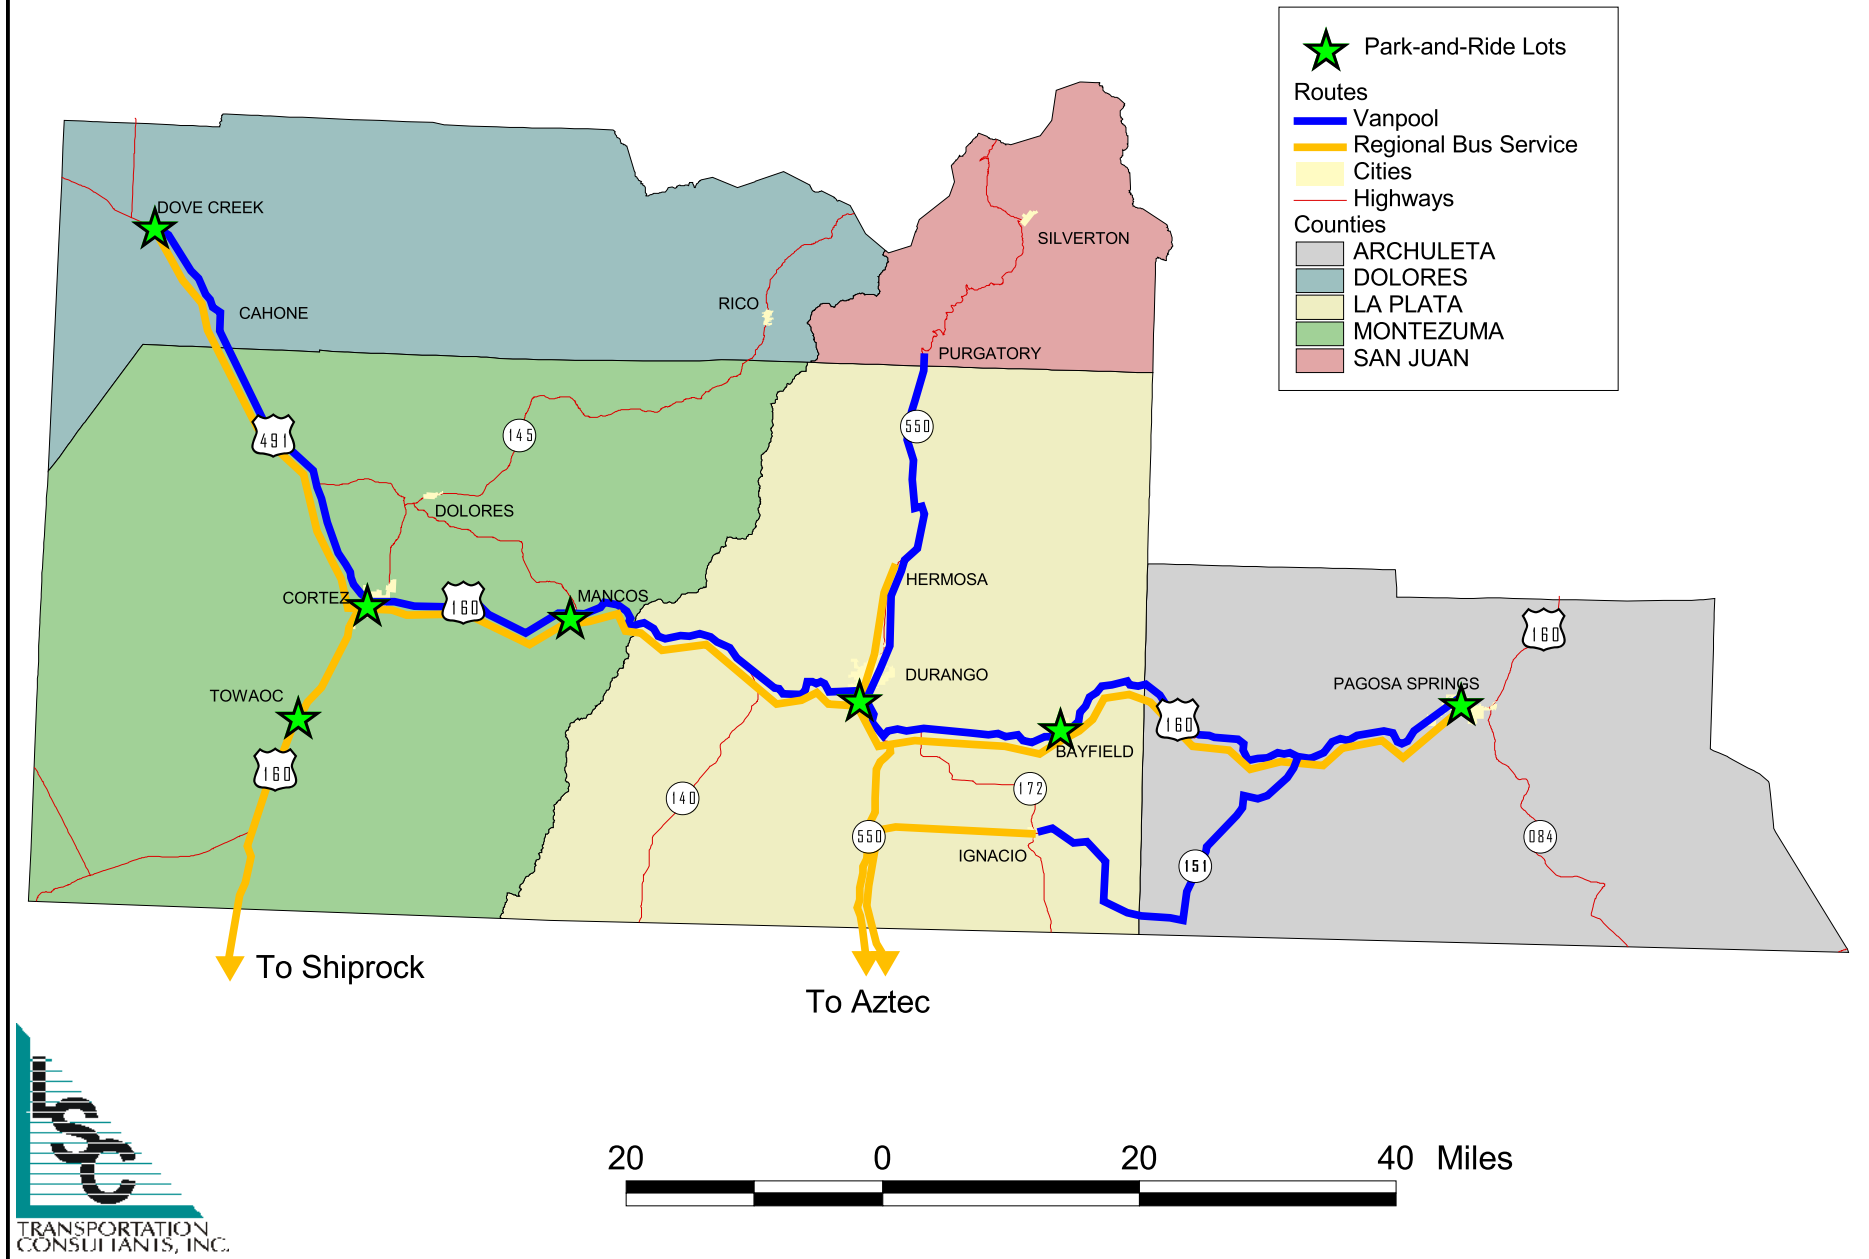 Park-and-Ride Lots
Routes
Vanpool
Regional Bus Service
Cities
Highways
Counties
ARCHULETA
DOLORES
LA PLATA
MONTEZUMA
SAN JUAN
DOVE CREEK
SILVERTON
RICO
CAHONE
PURGATORY
550
491
145
DOLORES
HERMOSA
MANCOS
CORTEZ
160
160
DURANGO
PAGOSA SPRINGS
TOWAOC
160
BAYFIELD
160
172
140
550
084
IGNACIO
151
To Shiprock
To Aztec
LSC
TRANSPORTATION
CONSULTANTS, INC.
20 0 20 40 Miles